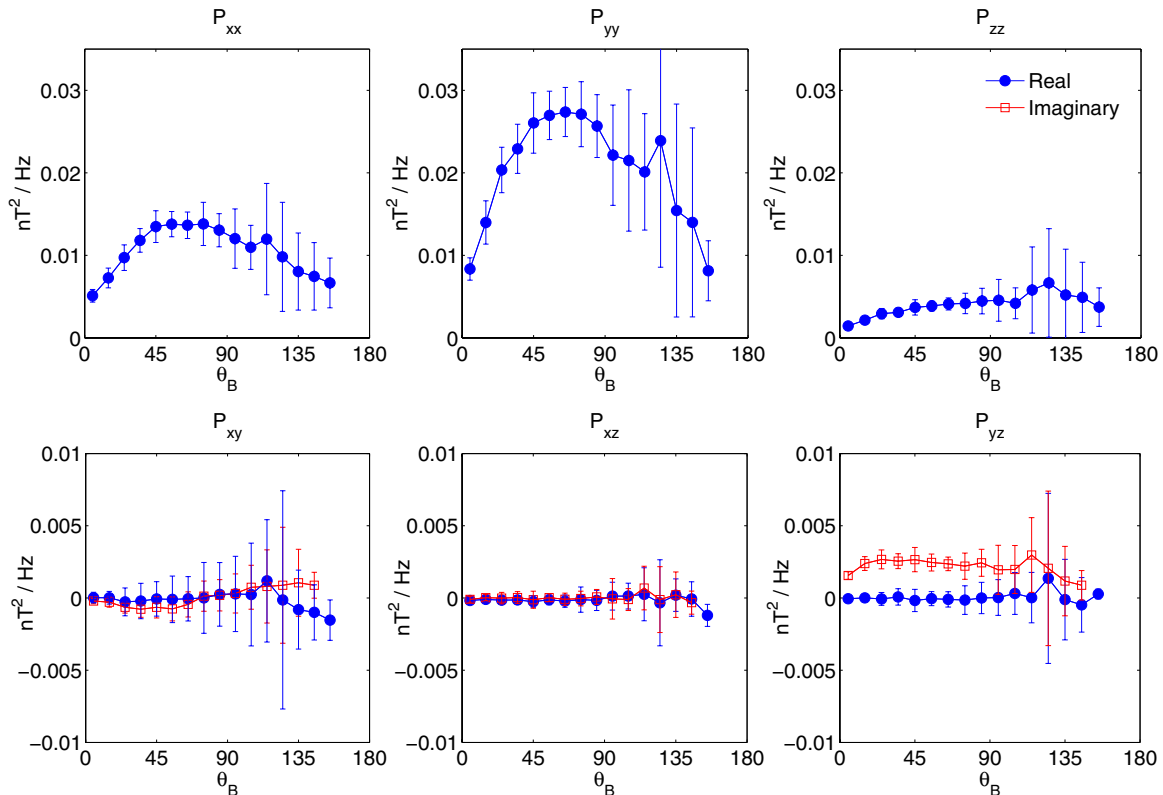 P_xx
nT² / Hz
0.03
0.02
0.01
0
0 45 90 135 180
θ_B
P_yy
nT² / Hz
0.03
0.02
0.01
0
0 45 90 135 180
θ_B
P_zz
Real
Imaginary
nT² / Hz
0.03
0.02
0.01
0
0 45 90 135 180
θ_B
P_xy
nT² / Hz
0.01
0.005
0
−0.005
−0.01
0 45 90 135 180
θ_B
P_xz
nT² / Hz
0.01
0.005
0
−0.005
−0.01
0 45 90 135 180
θ_B
P_yz
nT² / Hz
0.01
0.005
0
−0.005
−0.01
0 45 90 135 180
θ_B